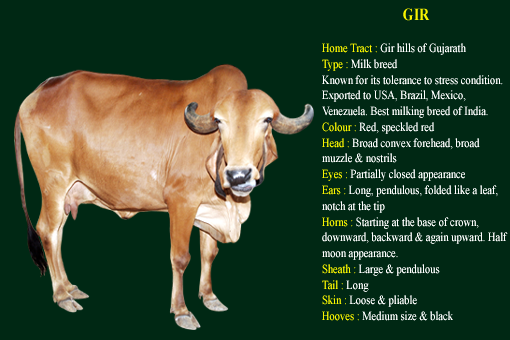 GIR
Home Tract : Gir hills of Gujarath
Type : Milk breed
Known for its tolerance to stress condition.
Exported to USA, Brazil, Mexico,
Venezuela. Best milking breed of India.
Colour : Red, speckled red
Head : Broad convex forehead, broad
muzzle & nostrils
Eyes : Partially closed appearance
Ears : Long, pendulous, folded like a leaf,
notch at the tip
Horns : Starting at the base of crown,
downward, backward & again upward. Half
moon appearance.
Sheath : Large & pendulous
Tail : Long
Skin : Loose & pliable
Hooves : Medium size & black